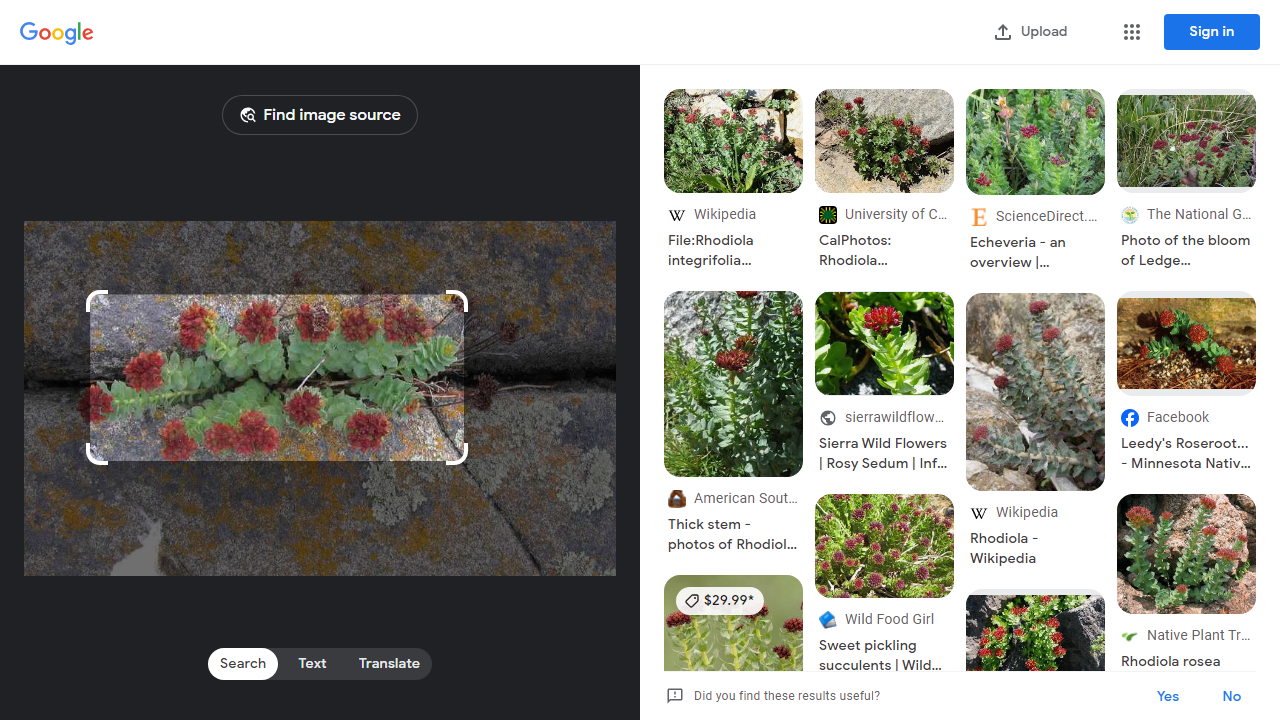 Google
Upload
Sign in
Find image source
Search
Text
Translate
Wikipedia
File:Rhodiola
integrifolia...
University of C...
CalPhotos:
Rhodiola...
ScienceDirect....
Echeveria - an
overview |...
The National G...
Photo of the bloom
of Ledge...
American Sout...
Thick stem -
photos of Rhodiol...
sierrawildflow...
Sierra Wild Flowers
| Rosy Sedum | Inf...
Wikipedia
Rhodiola -
Wikipedia
Facebook
Leedy's Roseroot...
- Minnesota Nativ...
$29.99*
Wild Food Girl
Sweet pickling
succulents | Wild...
Native Plant Tr...
Rhodiola rosea
Did you find these results useful?
Yes
No